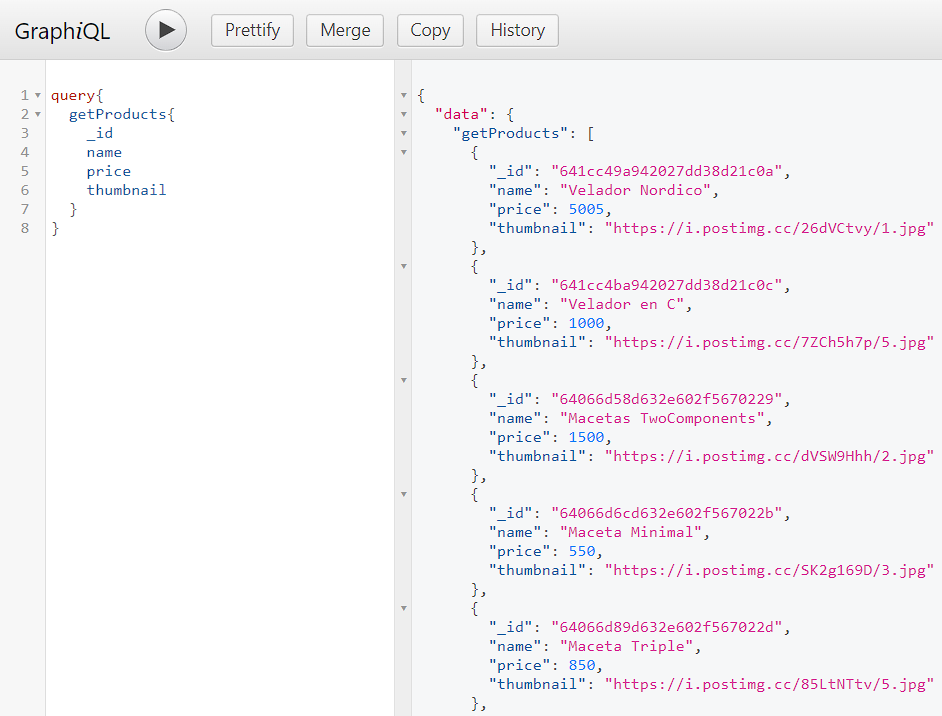 GraphiQL
Prettify
Merge
Copy
History
1 query{
2   getProducts{
3     _id
4     name
5     price
6     thumbnail
7   }
8 }
{
  "data": {
    "getProducts": [
      {
        "_id": "641cc49a942027dd38d21c0a",
        "name": "Velador Nordico",
        "price": 5005,
        "thumbnail": "https://i.postimg.cc/26dVCtvy/1.jpg"
      },
      {
        "_id": "641cc4ba942027dd38d21c0c",
        "name": "Velador en C",
        "price": 1000,
        "thumbnail": "https://i.postimg.cc/7ZCh5h7p/5.jpg"
      },
      {
        "_id": "64066d58d632e602f5670229",
        "name": "Macetas TwoComponents",
        "price": 1500,
        "thumbnail": "https://i.postimg.cc/dVSW9Hhh/2.jpg"
      },
      {
        "_id": "64066d6cd632e602f567022b",
        "name": "Maceta Minimal",
        "price": 550,
        "thumbnail": "https://i.postimg.cc/SK2g169D/3.jpg"
      },
      {
        "_id": "64066d89d632e602f567022d",
        "name": "Maceta Triple",
        "price": 850,
        "thumbnail": "https://i.postimg.cc/85LtNTtv/5.jpg"
      },